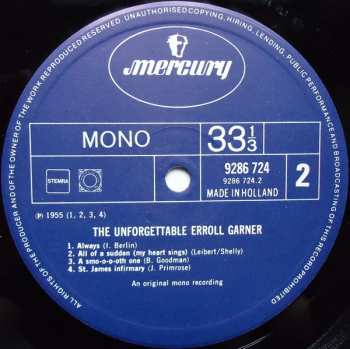 ALL RIGHTS OF THE PRODUCER AND OF THE OWNER OF THE WORK REPRODUCED RESERVED. UNAUTHORISED COPYING, HIRING, LENDING, PUBLIC PERFORMANCE AND BROADCASTING OF THIS RECORD PROHIBITED
mercury
MONO
33 1/3
STEMRA
9286 724
9286 724.2
MADE IN HOLLAND
2
℗ 1955 (1, 2, 3, 4)
THE UNFORGETTABLE ERROLL GARNER
1. Always (I. Berlin)
2. All of a sudden (my heart sings) (Leibert/Shelly)
3. A smo-o-o-oth one (B. Goodman)
4. St. James infirmary (J. Primrose)
An original mono recording